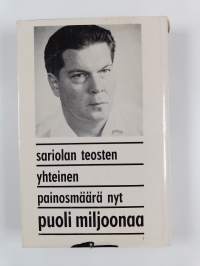 sariolan teosten
yhteinen
painosmäärä nyt
puoli miljoonaa